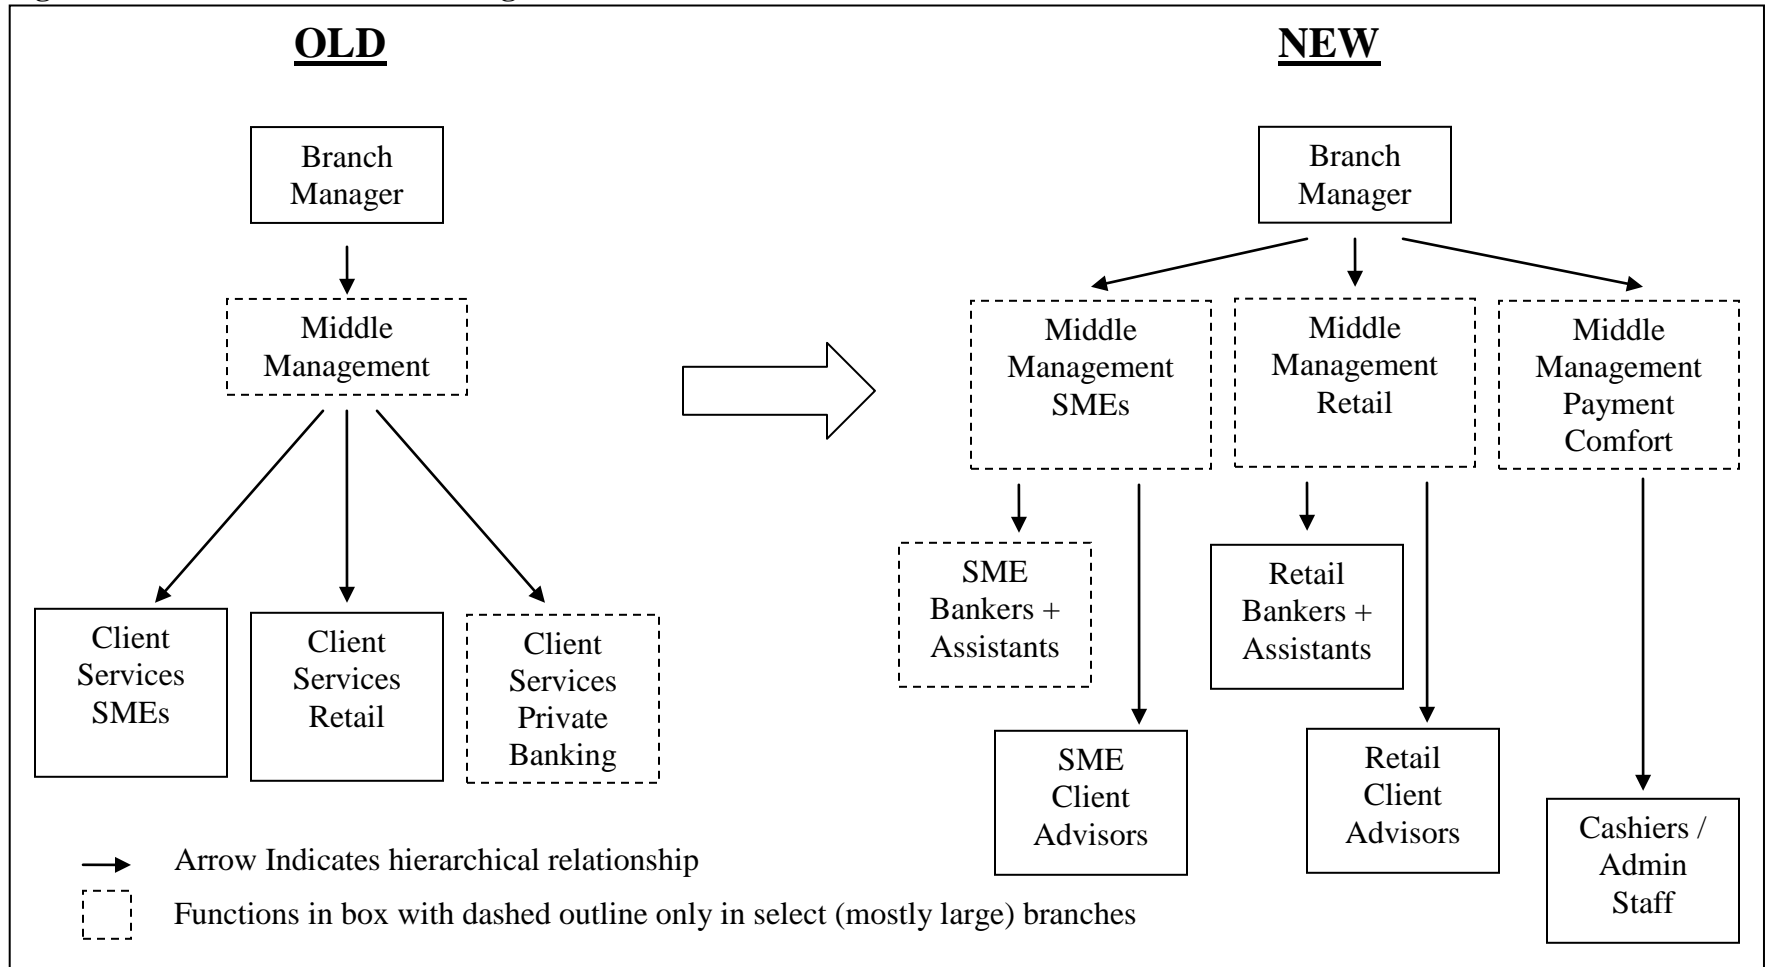 OLD
NEW
Branch
Manager
Middle
Management
Client
Services
SMEs
Client
Services
Retail
Client
Services
Private
Banking
Branch
Manager
Middle
Management
SMEs
Middle
Management
Retail
Middle
Management
Payment
Comfort
SME
Bankers +
Assistants
Retail
Bankers +
Assistants
SME
Client
Advisors
Retail
Client
Advisors
Cashiers /
Admin
Staff
Arrow Indicates hierarchical relationship
Functions in box with dashed outline only in select (mostly large) branches